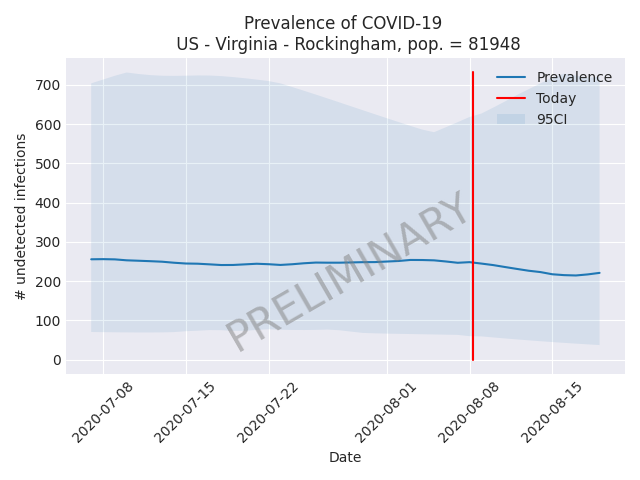 Prevalence of COVID-19
US - Virginia - Rockingham, pop. = 81948
Prevalence
Today
95CI
PRELIMINARY
# undetected infections
700
600
500
400
300
200
100
0
2020-07-08
2020-07-15
2020-07-22
2020-08-01
2020-08-08
2020-08-15
Date